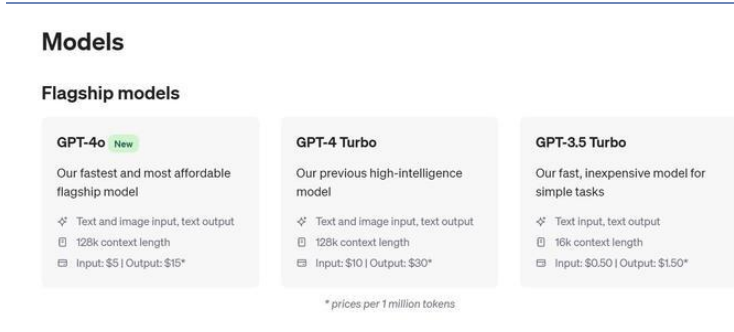 Models
Flagship models
GPT-4o New
Our fastest and most affordable
flagship model
Text and image input, text output
128k context length
Input: $5 | Output: $15*
GPT-4 Turbo
Our previous high-intelligence
model
Text and image input, text output
128k context length
Input: $10 | Output: $30*
GPT-3.5 Turbo
Our fast, inexpensive model for
simple tasks
Text input, text output
16k context length
Input: $0.50 | Output: $1.50*
* prices per 1 million tokens